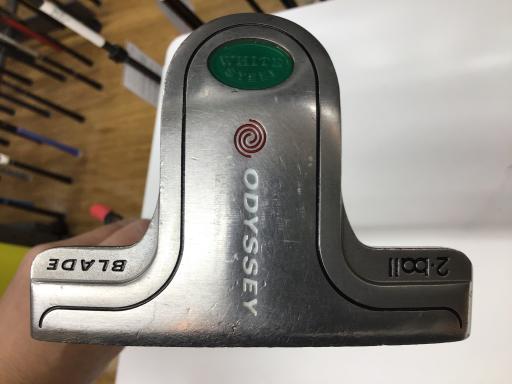 WHITE
STEEL
ODYSSEY
BLADE
2·ball